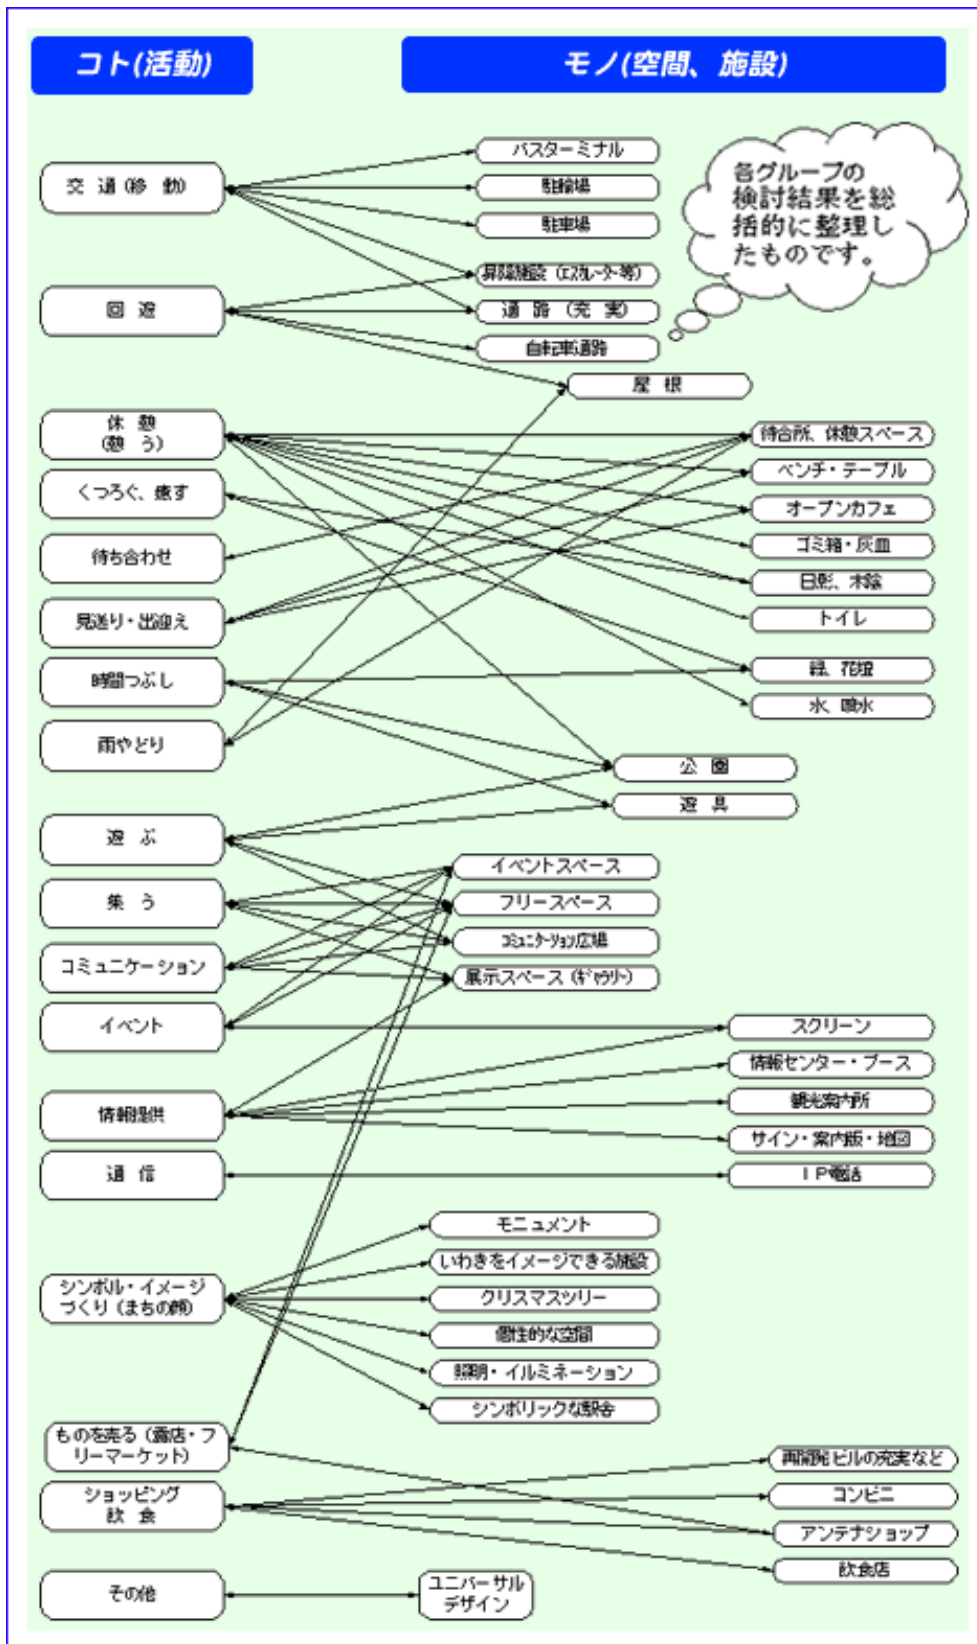 コト(活動)
モノ(空間、施設)
各グループの
検討結果を総
括的に整理し
たものです。
交 通(移 動)
回 遊
休 憩
(憩 う)
くつろぐ、癒す
待ち合わせ
見送り・出迎え
時間つぶし
雨やどり
遊 ぶ
集 う
コミュニケーション
イベント
情報提供
通 信
シンボル・イメージ
づくり(まちの顔)
ものを売る(露店・フ
リーマーケット)
ショッピング
飲 食
その他
バスターミナル
駐輪場
駐車場
昇降施設(エスカレーター等)
通 路 (充 実)
自転車通路
屋 根
待合所、休憩スペース
ベンチ・テーブル
オープンカフェ
ゴミ箱・灰皿
日影、木陰
トイレ
緑、花壇
水、噴水
公 園
遊 具
イベントスペース
フリースペース
コミュニケーション広場
展示スペース(ギャラリー)
スクリーン
情報センター・ブース
観光案内所
サイン・案内版・地図
IP電話
モニュメント
いわきをイメージできる施設
クリスマスツリー
個性的な空間
照明・イルミネーション
シンボリックな駅舎
再開発ビルの充実など
コンビニ
アンテナショップ
飲食店
ユニバーサル
デザイン